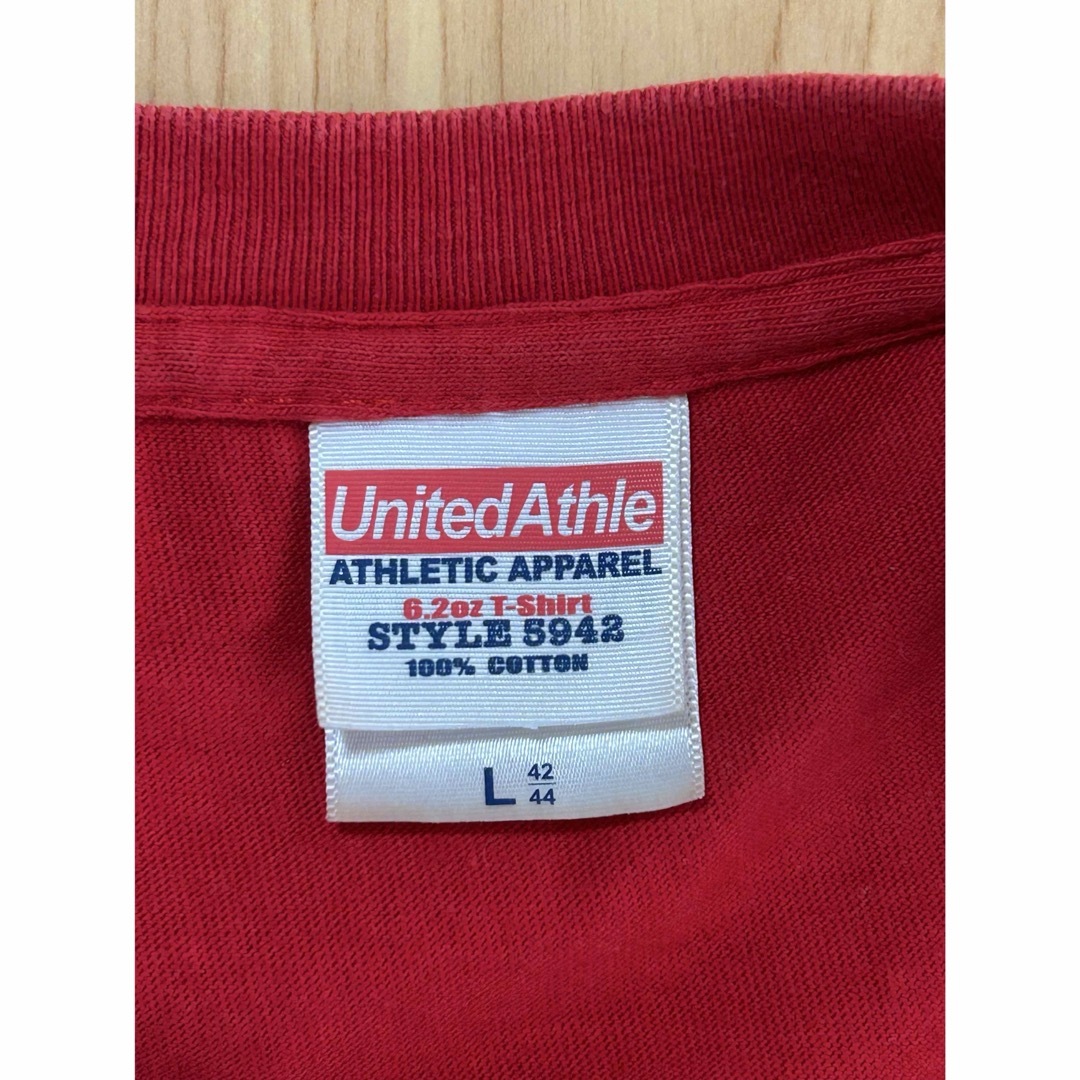 UnitedAthle
ATHLETIC APPAREL
6.2oz T-Shirt
STYLE 5942
100% COTTON
L 42/44